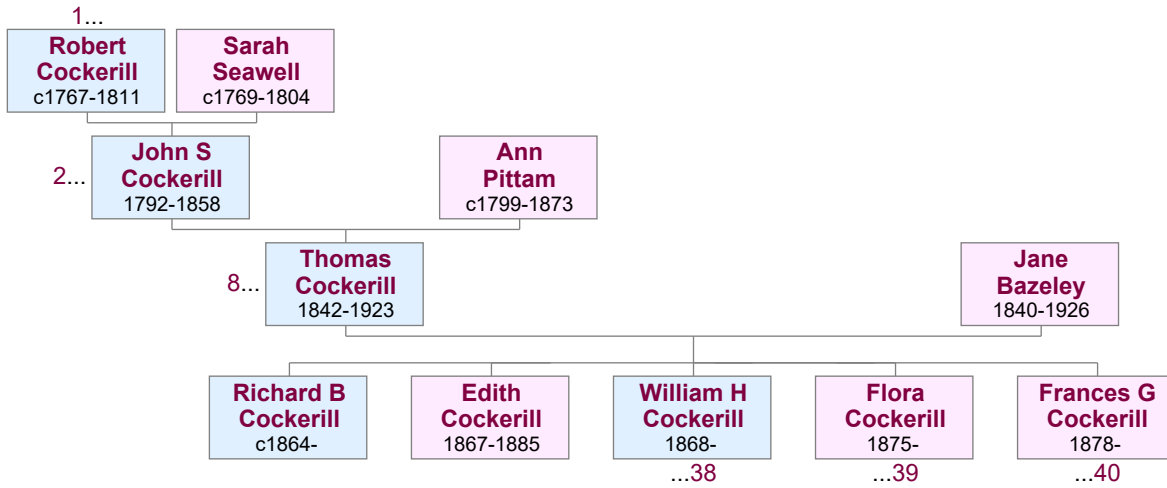 1...
Robert
Cockerill
c1767-1811
Sarah
Seawell
c1769-1804
2...
John S
Cockerill
1792-1858
Ann
Pittam
c1799-1873
8...
Thomas
Cockerill
1842-1923
Jane
Bazeley
1840-1926
Richard B
Cockerill
c1864-
Edith
Cockerill
1867-1885
William H
Cockerill
1868-
...38
Flora
Cockerill
1875-
...39
Frances G
Cockerill
1878-
...40